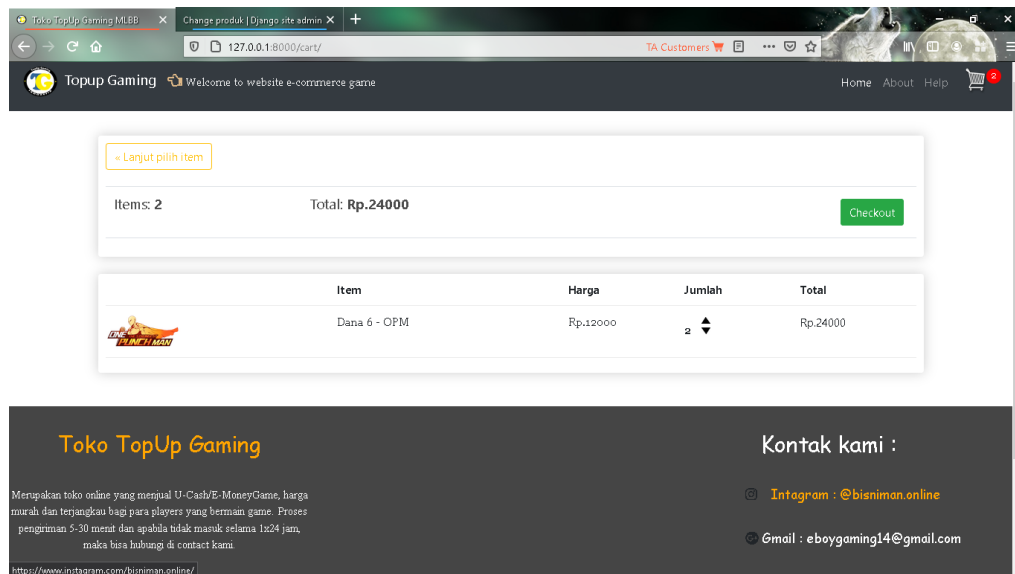 Toko TopUp Gaming MLBB
Change produk | Django site admin
127.0.0.1:8000/cart/
TA Customers
Topup Gaming
Welcome to website e-commerce game
Home About Help
2
« Lanjut pilih item
Items: 2
Total: Rp.24000
Checkout
Item Harga Jumlah Total
ONE PUNCH MAN
Dana 6 - OPM Rp.12000 2 Rp.24000
Toko TopUp Gaming
Merupakan toko online yang menjual U-Cash/E-MoneyGame, harga
murah dan terjangkau bagi para players yang bermain game. Proses
pengiriman 5-30 menit dan apabila tidak masuk selama 1x24 jam,
maka bisa hubungi di contact kami.
Kontak kami :
Intagram : @bisniman.online
Gmail : eboygaming14@gmail.com
https://www.instagram.com/bisniman.online/